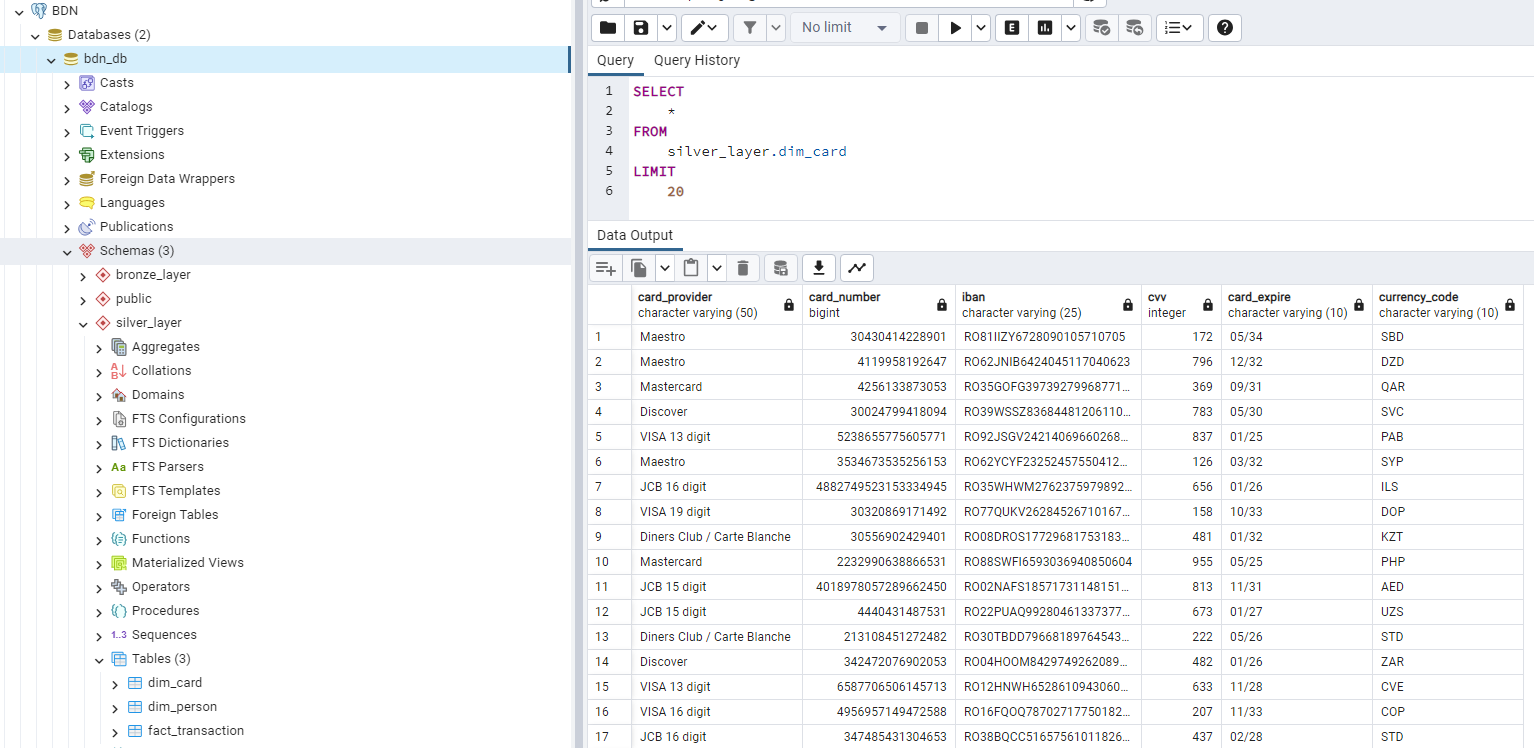 BDN
Databases (2)
bdn_db
Casts
Catalogs
Event Triggers
Extensions
Foreign Data Wrappers
Languages
Publications
Schemas (3)
bronze_layer
public
silver_layer
Aggregates
Collations
Domains
FTS Configurations
FTS Dictionaries
Aa FTS Parsers
FTS Templates
Foreign Tables
Functions
Materialized Views
Operators
Procedures
1..3 Sequences
Tables (3)
dim_card
dim_person
fact_transaction
No limit
E
Query Query History
1 SELECT
2 *
3 FROM
4 silver_layer.dim_card
5 LIMIT
6 20
Data Output
card_provider card_number iban cvv card_expire currency_code
character varying (50) bigint character varying (25) integer character varying (10) character varying (10)
1 Maestro 30430414228901 RO81IIZY6728090105710705 172 05/34 SBD
2 Maestro 4119958192647 RO62JNIB6424045117040623 796 12/32 DZD
3 Mastercard 4256133873053 RO35GOFG39739279968771... 369 09/31 QAR
4 Discover 30024799418094 RO39WSSZ83684481206110... 783 05/30 SVC
5 VISA 13 digit 5238655775605771 RO92JSGV24214069660268... 837 01/25 PAB
6 Maestro 3534673535256153 RO62YCYF23252457550412... 126 03/32 SYP
7 JCB 16 digit 4882749523153334945 RO35WHWM2762375979892... 656 01/26 ILS
8 VISA 19 digit 30320869171492 RO77QUKV26284526710167... 158 10/33 DOP
9 Diners Club / Carte Blanche 30556902429401 RO08DROS17729681753183... 481 01/32 KZT
10 Mastercard 2232990638866531 RO88SWFI6593036940850604 955 05/25 PHP
11 JCB 15 digit 4018978057289662450 RO02NAFS18571731148151... 813 11/31 AED
12 JCB 15 digit 4440431487531 RO22PUAQ99280461337377... 673 01/27 UZS
13 Diners Club / Carte Blanche 213108451272482 RO30TBDD79668189764543... 222 05/26 STD
14 Discover 342472076902053 RO04HOOM8429749262089... 482 01/26 ZAR
15 VISA 13 digit 6587706506145713 RO12HNWH6528610943060... 633 11/28 CVE
16 VISA 16 digit 4956957149472588 RO16FQOQ78702717750182... 207 11/33 COP
17 JCB 16 digit 347485431304653 RO38BQCC51657561011826... 437 02/28 STD